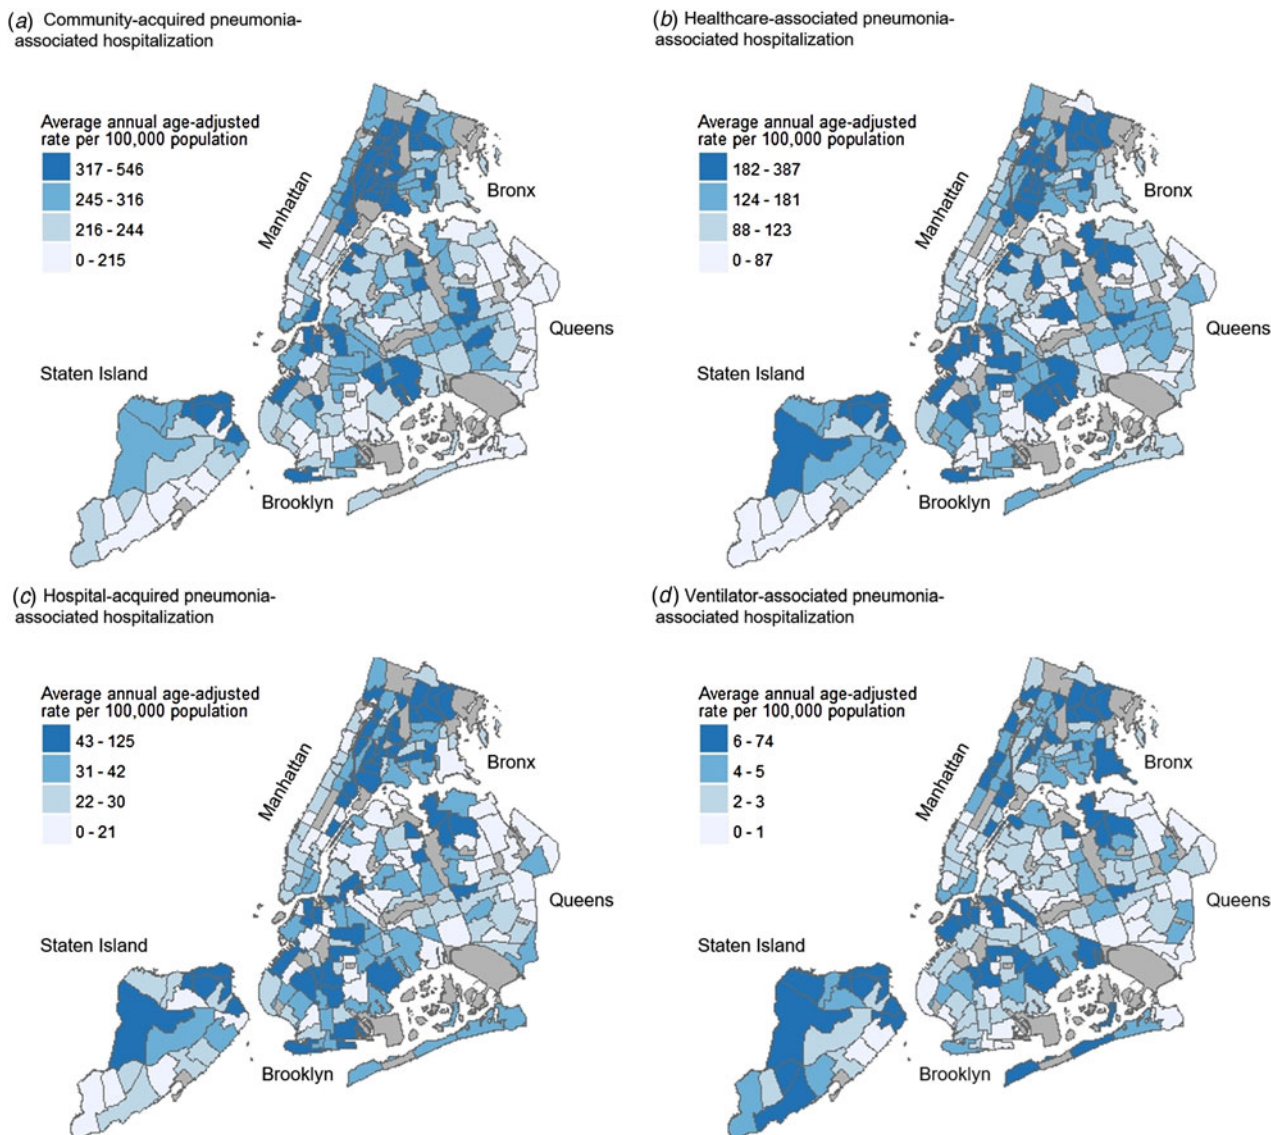 (a) Community-acquired pneumonia-
associated hospitalization
Average annual age-adjusted
rate per 100,000 population
317 - 546
245 - 316
216 - 244
0 - 215
Manhattan
Bronx
Queens
Staten Island
Brooklyn
(b) Healthcare-associated pneumonia-
associated hospitalization
Average annual age-adjusted
rate per 100,000 population
182 - 387
124 - 181
88 - 123
0 - 87
Manhattan
Bronx
Queens
Staten Island
Brooklyn
(c) Hospital-acquired pneumonia-
associated hospitalization
Average annual age-adjusted
rate per 100,000 population
43 - 125
31 - 42
22 - 30
0 - 21
Manhattan
Bronx
Queens
Staten Island
Brooklyn
(d) Ventilator-associated pneumonia-
associated hospitalization
Average annual age-adjusted
rate per 100,000 population
6 - 74
4 - 5
2 - 3
0 - 1
Manhattan
Bronx
Queens
Staten Island
Brooklyn